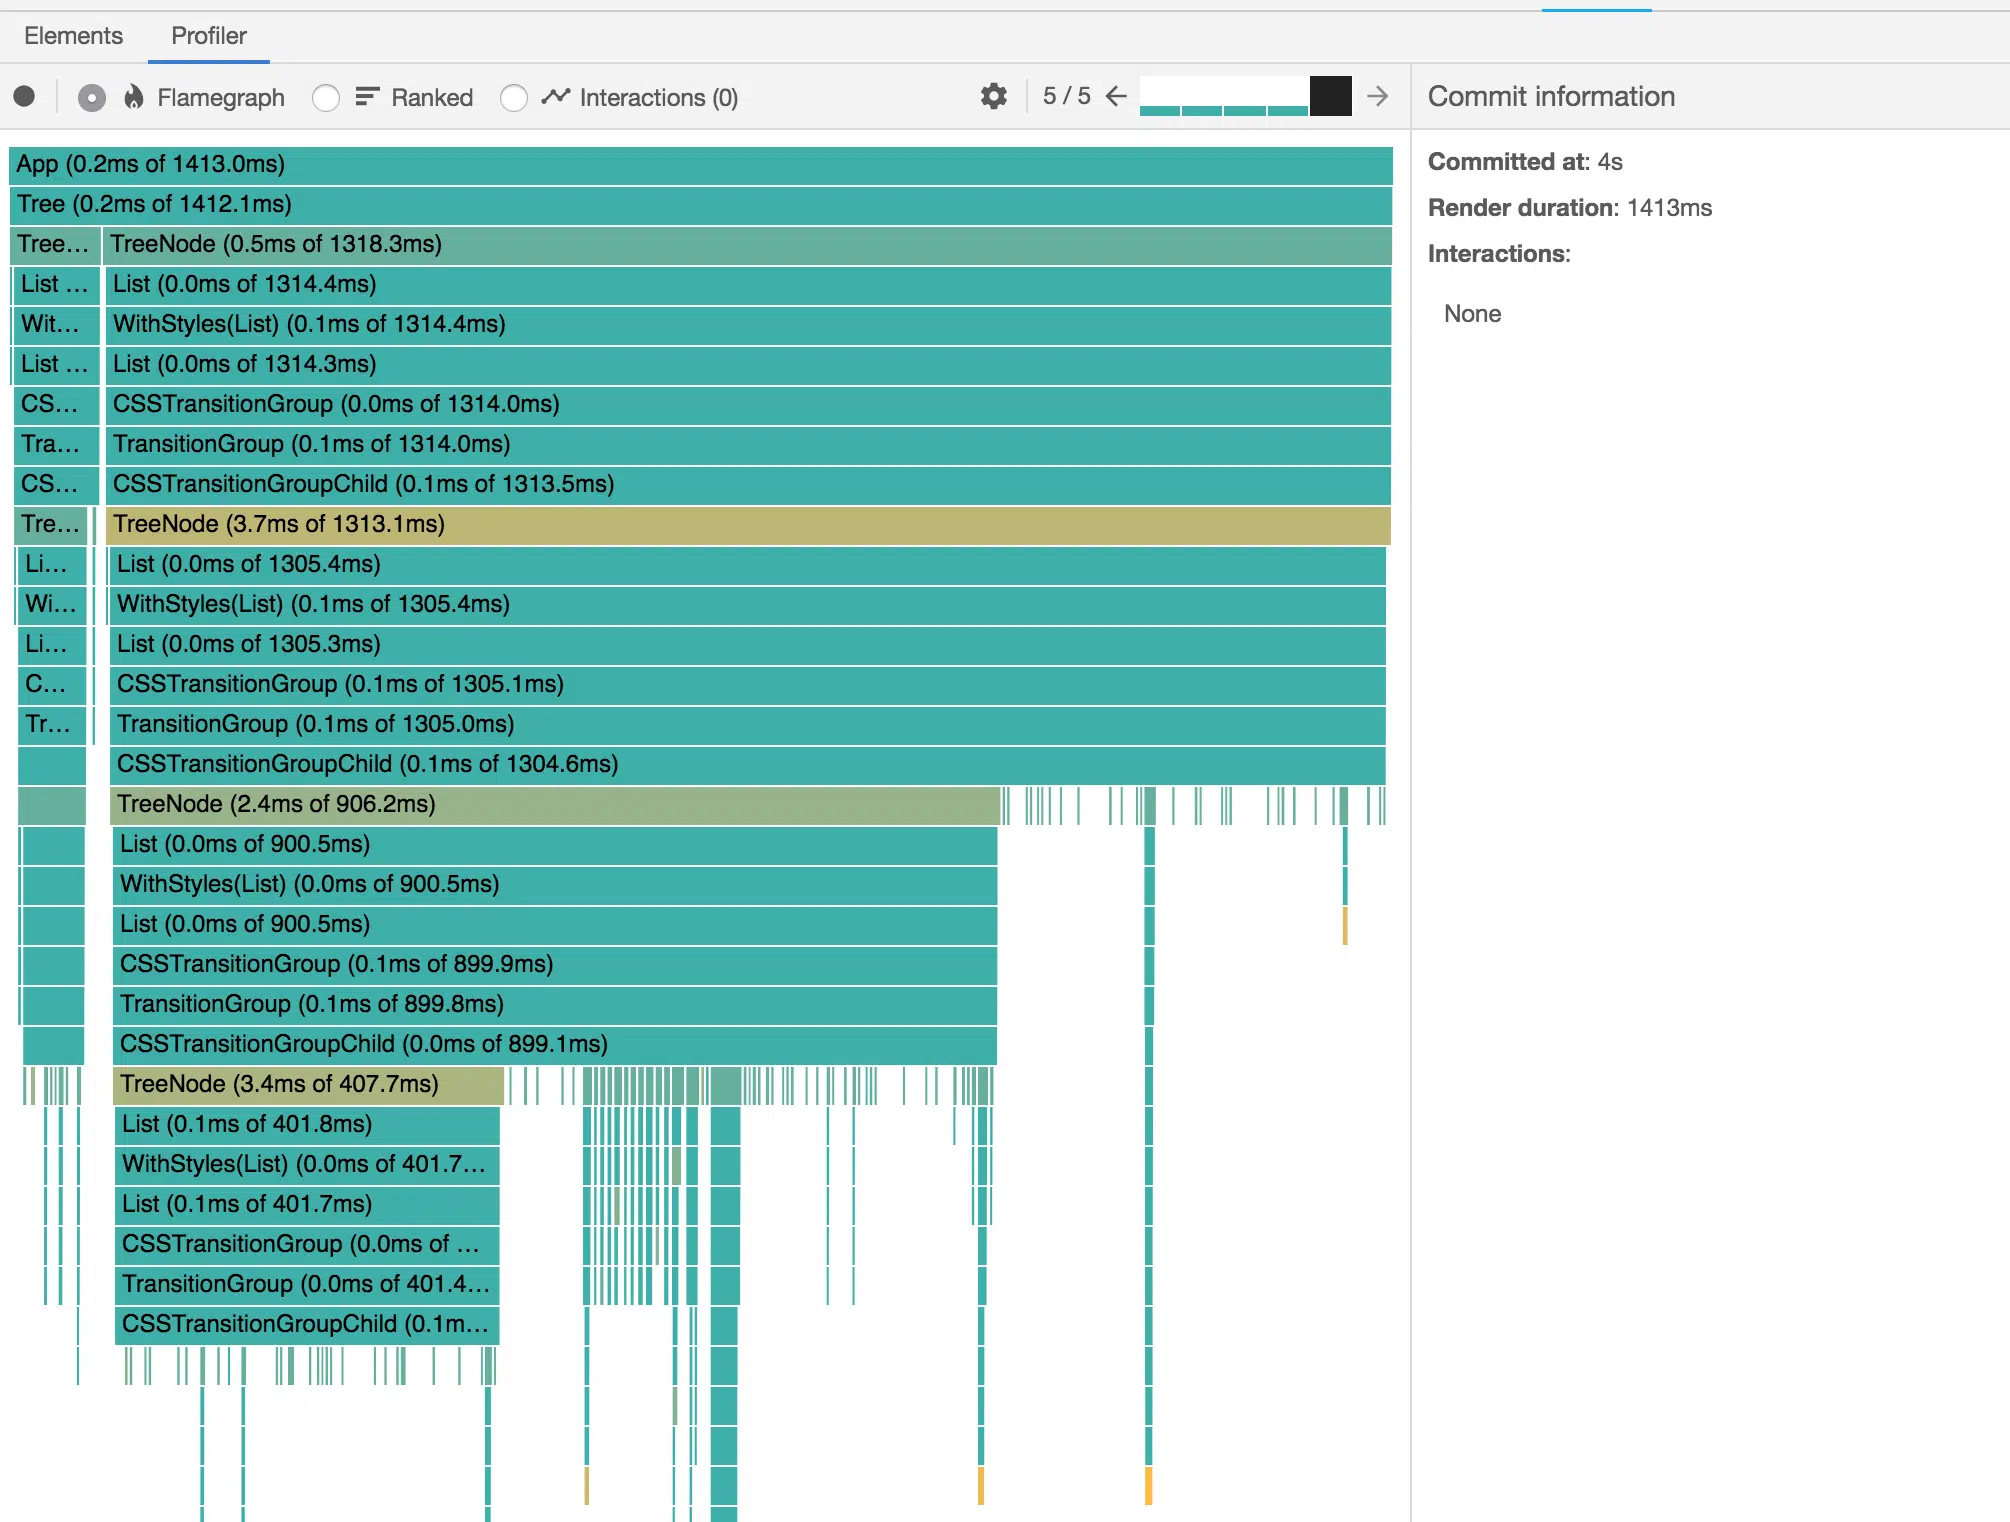 Elements Profiler
Flamegraph Ranked Interactions (0) 5 / 5 Commit information
App (0.2ms of 1413.0ms)
Tree (0.2ms of 1412.1ms)
Tree… TreeNode (0.5ms of 1318.3ms)
List … List (0.0ms of 1314.4ms)
Wit… WithStyles(List) (0.1ms of 1314.4ms)
List … List (0.0ms of 1314.3ms)
CS… CSSTransitionGroup (0.0ms of 1314.0ms)
Tra… TransitionGroup (0.1ms of 1314.0ms)
CS… CSSTransitionGroupChild (0.1ms of 1313.5ms)
Tre… TreeNode (3.7ms of 1313.1ms)
Li… List (0.0ms of 1305.4ms)
Wi… WithStyles(List) (0.1ms of 1305.4ms)
Li… List (0.0ms of 1305.3ms)
C… CSSTransitionGroup (0.1ms of 1305.1ms)
Tr… TransitionGroup (0.1ms of 1305.0ms)
CSSTransitionGroupChild (0.1ms of 1304.6ms)
TreeNode (2.4ms of 906.2ms)
List (0.0ms of 900.5ms)
WithStyles(List) (0.0ms of 900.5ms)
List (0.0ms of 900.5ms)
CSSTransitionGroup (0.1ms of 899.9ms)
TransitionGroup (0.1ms of 899.8ms)
CSSTransitionGroupChild (0.0ms of 899.1ms)
TreeNode (3.4ms of 407.7ms)
List (0.1ms of 401.8ms)
WithStyles(List) (0.0ms of 401.7…
List (0.1ms of 401.7ms)
CSSTransitionGroup (0.0ms of …
TransitionGroup (0.0ms of 401.4…
CSSTransitionGroupChild (0.1m…
Committed at: 4s
Render duration: 1413ms
Interactions:
None